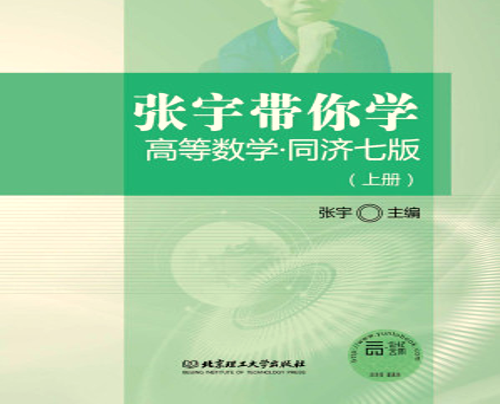 张宇带你学
高等数学·同济七版
（上册）
张宇 主编
北京理工大学出版社
BEIJING INSTITUTE OF TECHNOLOGY PRESS